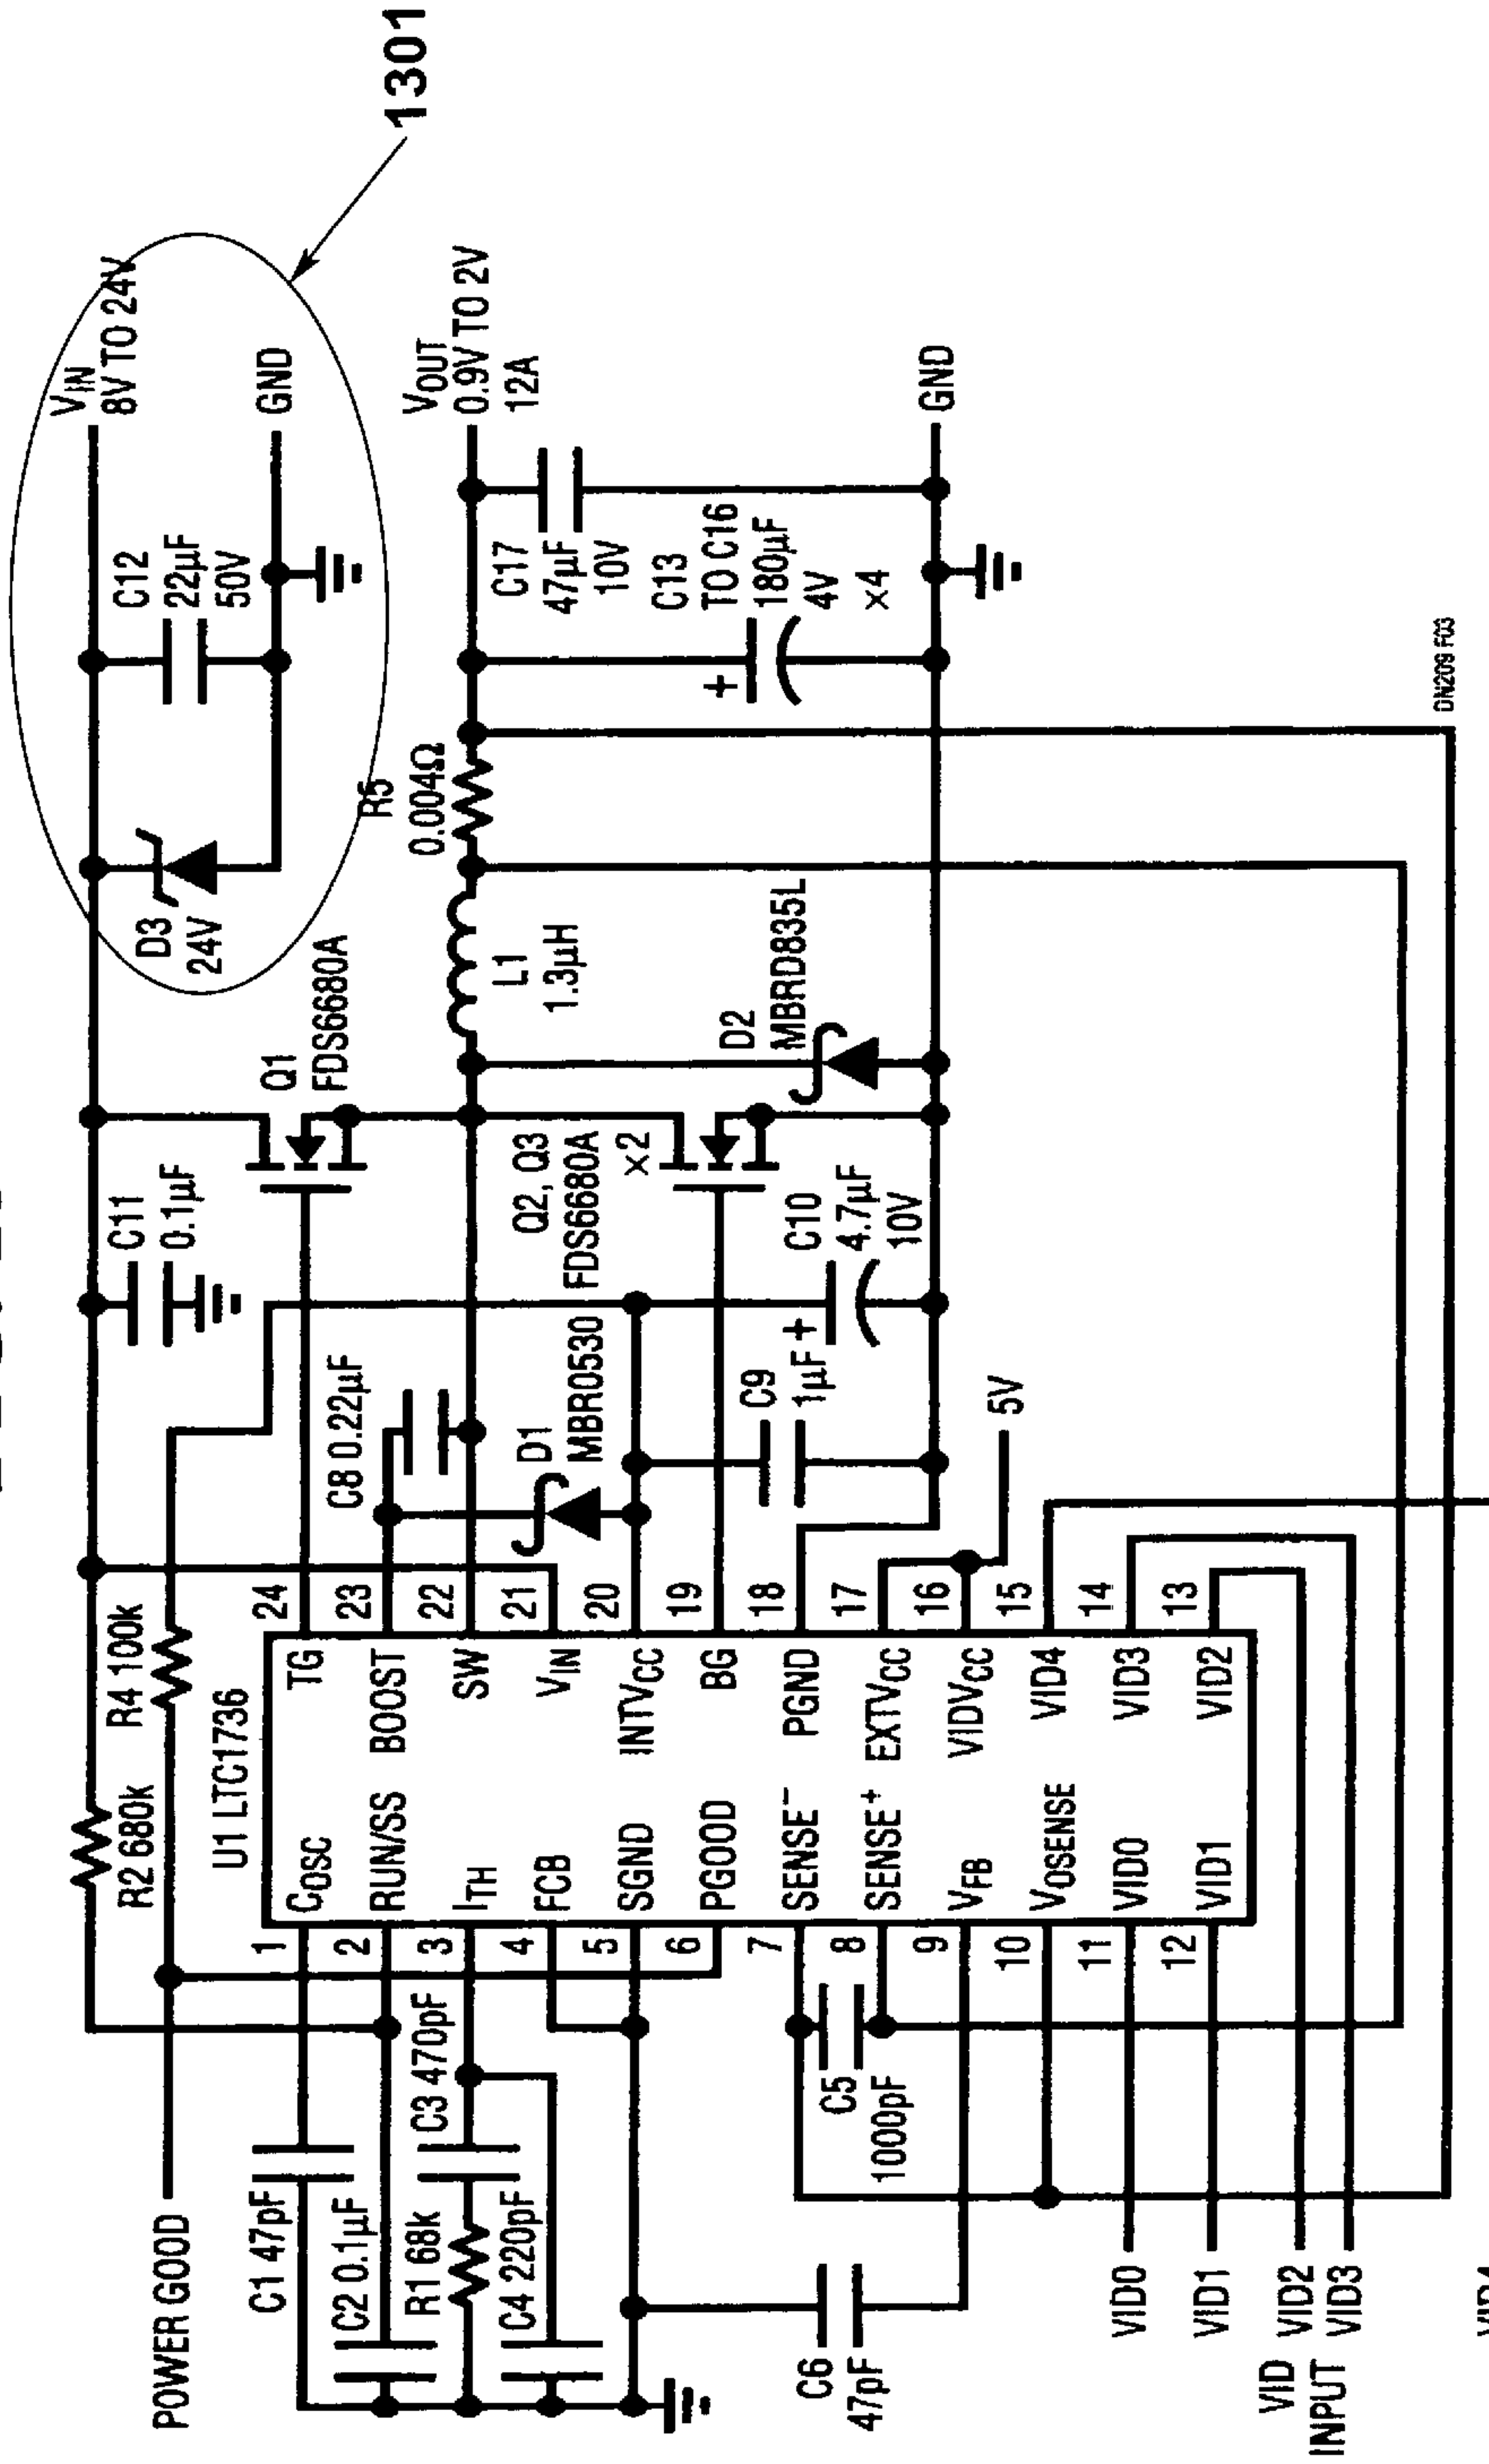 1301
VIN
8V TO 24V
GND
C12
22µF
50V
D3
24V
VOUT
0.9V TO 2V
12A
GND
C17
47µF
10V
C13
TO C16
180µF
4V
×4
+
R5
0.004Ω
L1
1.3µH
D2
MBRD835L
Q1
FDS6680A
Q2, Q3
FDS6680A
×2
C11
0.1µF
C10
4.7µF
10V
+
C9
1µF
C8 0.22µF
D1
MBR0530
5V
DN209 F03
R4 100k
R2 680k
U1 LTC1736
24
23
22
21
20
19
18
17
16
15
14
13
TG
BOOST
SW
VIN
INTVCC
BG
PGND
EXTVCC
VIDVCC
VID4
VID3
VID2
COSC
RUN/SS
ITH
FCB
SGND
PGOOD
SENSE–
SENSE+
VFB
VOSENSE
VID0
VID1
1
2
3
4
5
6
7
8
9
10
11
12
POWER GOOD
C1 47pF
C2 0.1µF
R1 68k
C3 470pF
C4 220pF
C5
1000pF
C6
47pF
VID0
VID1
VID2
VID3
VID
INPUT